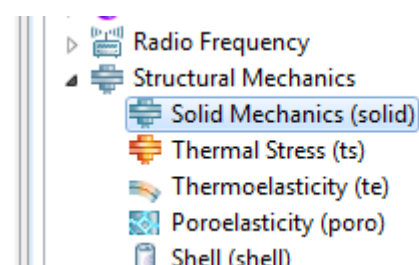 Radio Frequency
Structural Mechanics
Solid Mechanics (solid)
Thermal Stress (ts)
Thermoelasticity (te)
Poroelasticity (poro)
Shell (shell)